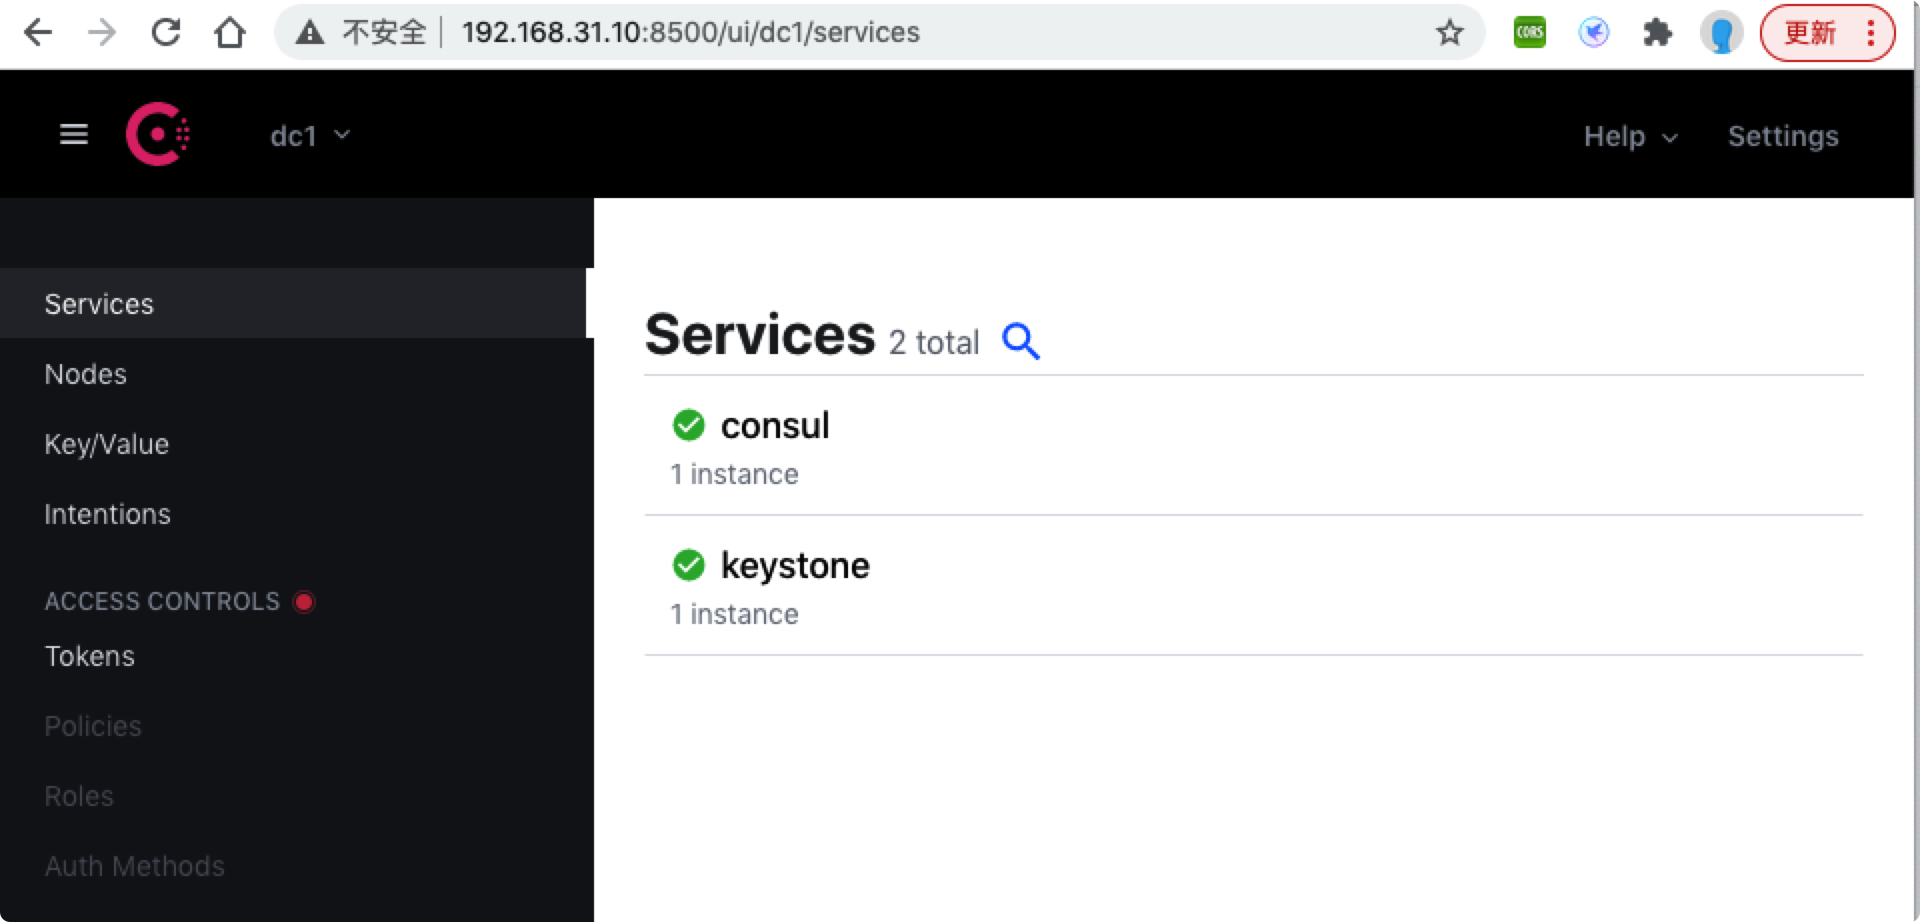 不安全 192.168.31.10:8500/ui/dc1/services CORS 更新
dc1 Help Settings
Services
Nodes
Key/Value
Intentions
ACCESS CONTROLS
Tokens
Policies
Roles
Auth Methods
Services 2 total
consul
1 instance
keystone
1 instance